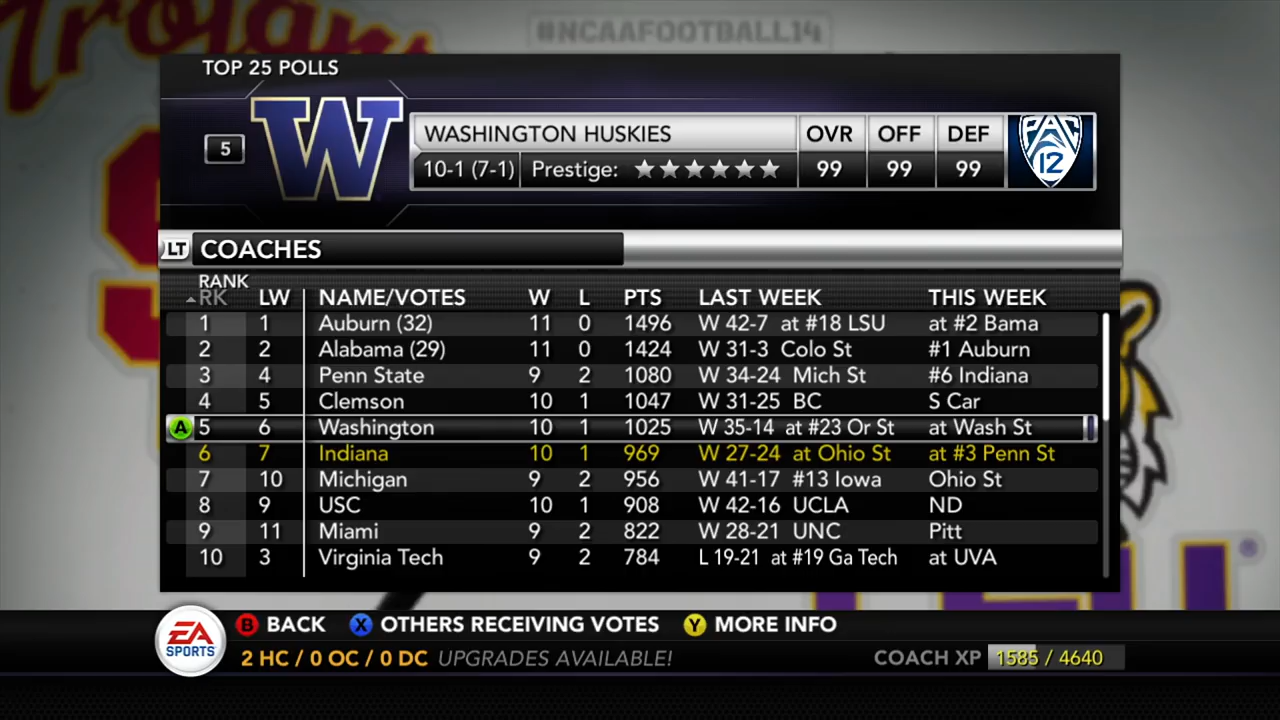 Trojans
#NCAAFOOTBALL14
TOP 25 POLLS
5 W WASHINGTON HUSKIES OVR OFF DEF PAC 12
10-1 (7-1) Prestige: ★★★★★★ 99 99 99
LT COACHES
RANK
RK LW NAME/VOTES W L PTS LAST WEEK THIS WEEK
1 1 Auburn (32) 11 0 1496 W 42-7 at #18 LSU at #2 Bama
2 2 Alabama (29) 11 0 1424 W 31-3 Colo St #1 Auburn
3 4 Penn State 9 2 1080 W 34-24 Mich St #6 Indiana
4 5 Clemson 10 1 1047 W 31-25 BC S Car
A 5 6 Washington 10 1 1025 W 35-14 at #23 Or St at Wash St
6 7 Indiana 10 1 969 W 27-24 at Ohio St at #3 Penn St
7 10 Michigan 9 2 956 W 41-17 #13 Iowa Ohio St
8 9 USC 10 1 908 W 42-16 UCLA ND
9 11 Miami 9 2 822 W 28-21 UNC Pitt
10 3 Virginia Tech 9 2 784 L 19-21 at #19 Ga Tech at UVA
EA SPORTS
B BACK X OTHERS RECEIVING VOTES Y MORE INFO
2 HC / 0 OC / 0 DC UPGRADES AVAILABLE! COACH XP 1585 / 4640